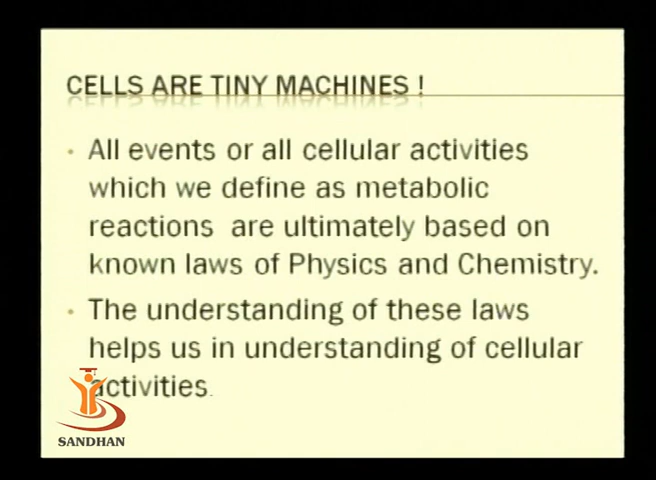 CELLS ARE TINY MACHINES !
• All events or all cellular activities
which we define as metabolic
reactions are ultimately based on
known laws of Physics and Chemistry.
• The understanding of these laws
helps us in understanding of cellular
activities.
SANDHAN